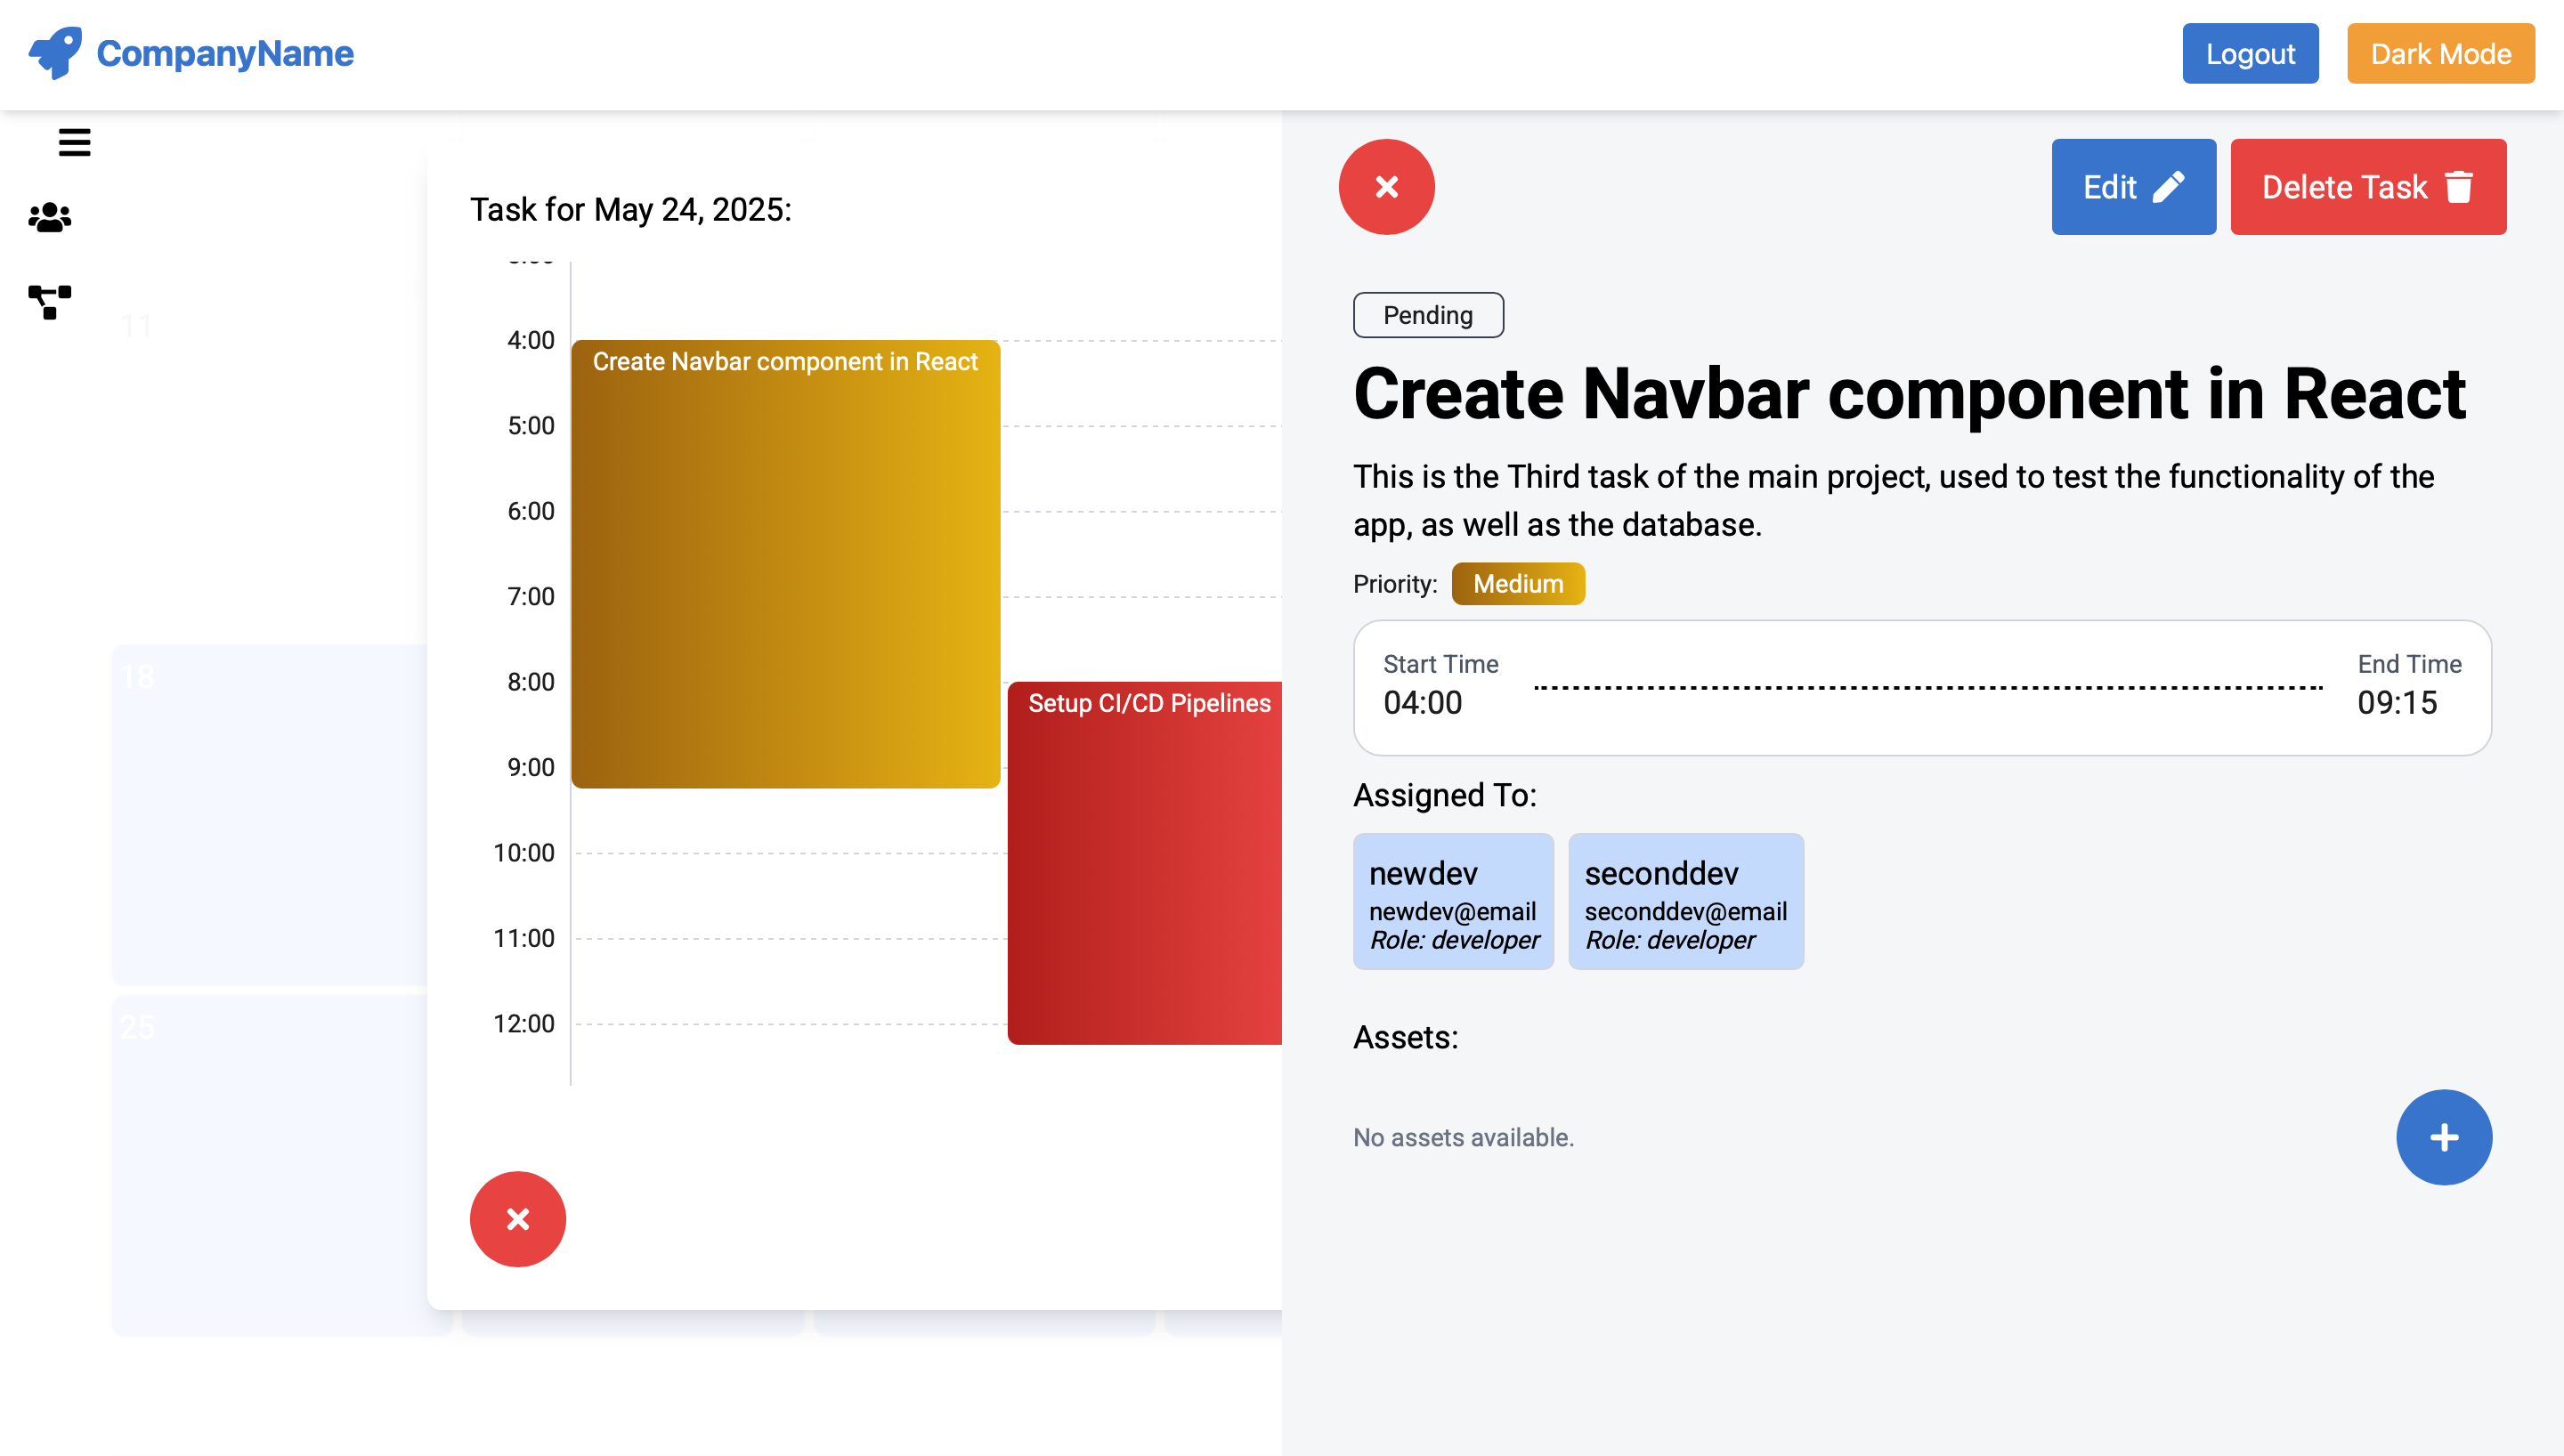 CompanyName
Logout
Dark Mode
11
18
25
Task for May 24, 2025:
4:00
5:00
6:00
7:00
8:00
9:00
10:00
11:00
12:00
Create Navbar component in React
Setup CI/CD Pipelines
Edit
Delete Task
Pending
Create Navbar component in React
This is the Third task of the main project, used to test the functionality of the
app, as well as the database.
Priority: Medium
Start Time
04:00
End Time
09:15
Assigned To:
newdev
newdev@email
Role: developer
seconddev
seconddev@email
Role: developer
Assets:
No assets available.